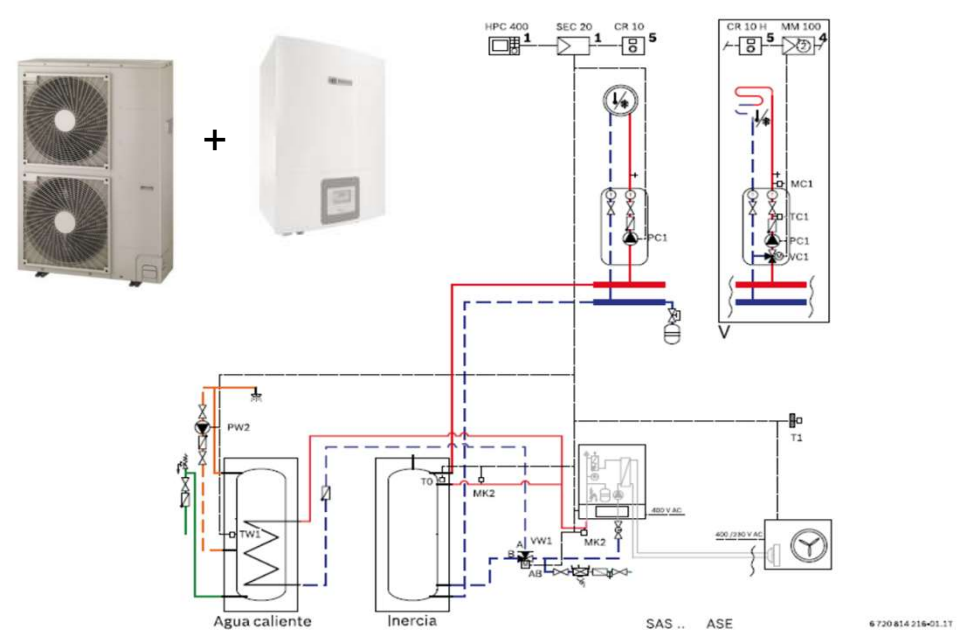 HPC 400
SEC 20
CR 10
1
1
5
CR 10 H
MM 100
5
4
+
MC1
TC1
PC1
PC1
VC1
V
PW2
T1
T0
MK2
400 V AC
TW1
VW1
A
B
AB
MK2
400 /230 V AC
Agua caliente
Inercia
SAS ..
ASE
6 720 814 216-01.1T